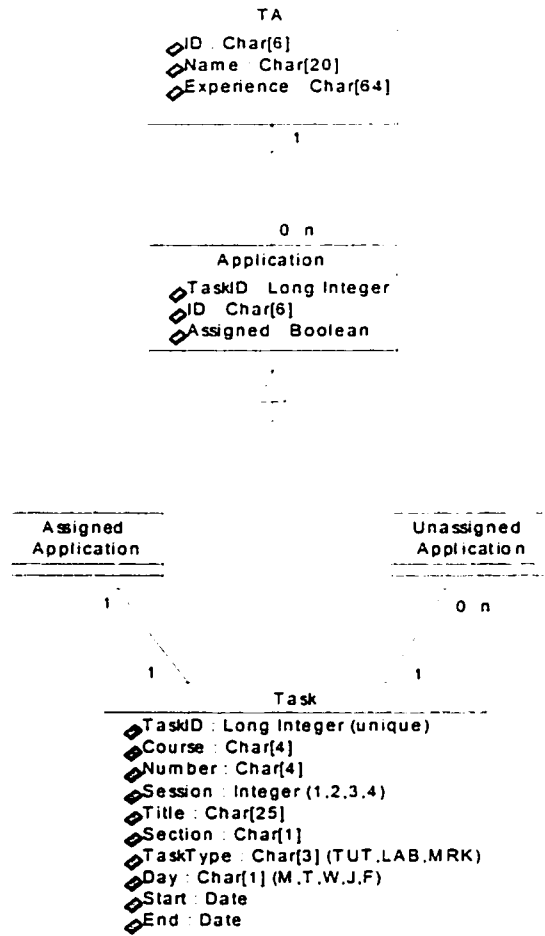 TA
ID : Char[6]
Name : Char[20]
Experience Char[64]
1
0 n
Application
TaskID Long Integer
ID Char[6]
Assigned Boolean
Assigned
Application
Unassigned
Application
1
0 n
1
1
Task
TaskID : Long Integer (unique)
Course : Char[4]
Number : Char[4]
Session : Integer (1,2,3,4)
Title : Char[25]
Section : Char[1]
TaskType : Char[3] (TUT,LAB,MRK)
Day : Char[1] (M,T,W,J,F)
Start : Date
End : Date